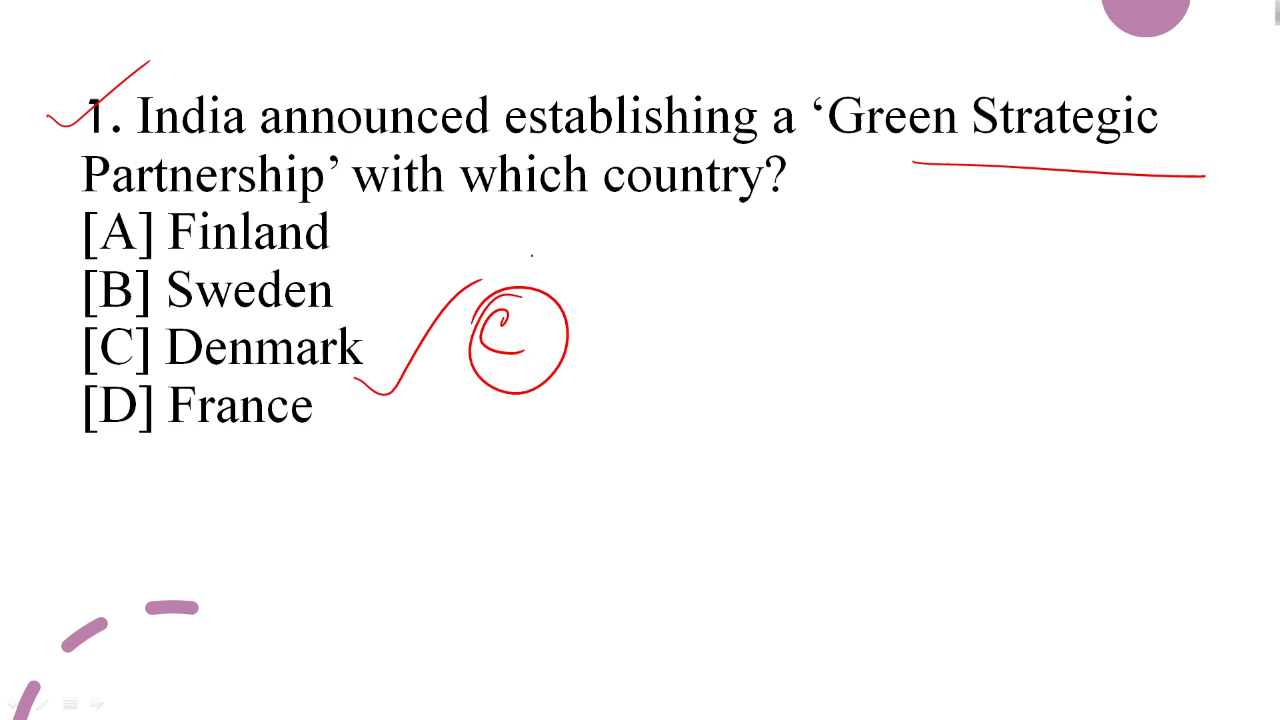 1. India announced establishing a ‘Green Strategic
Partnership’ with which country?
[A] Finland
[B] Sweden
[C] Denmark
[D] France
C